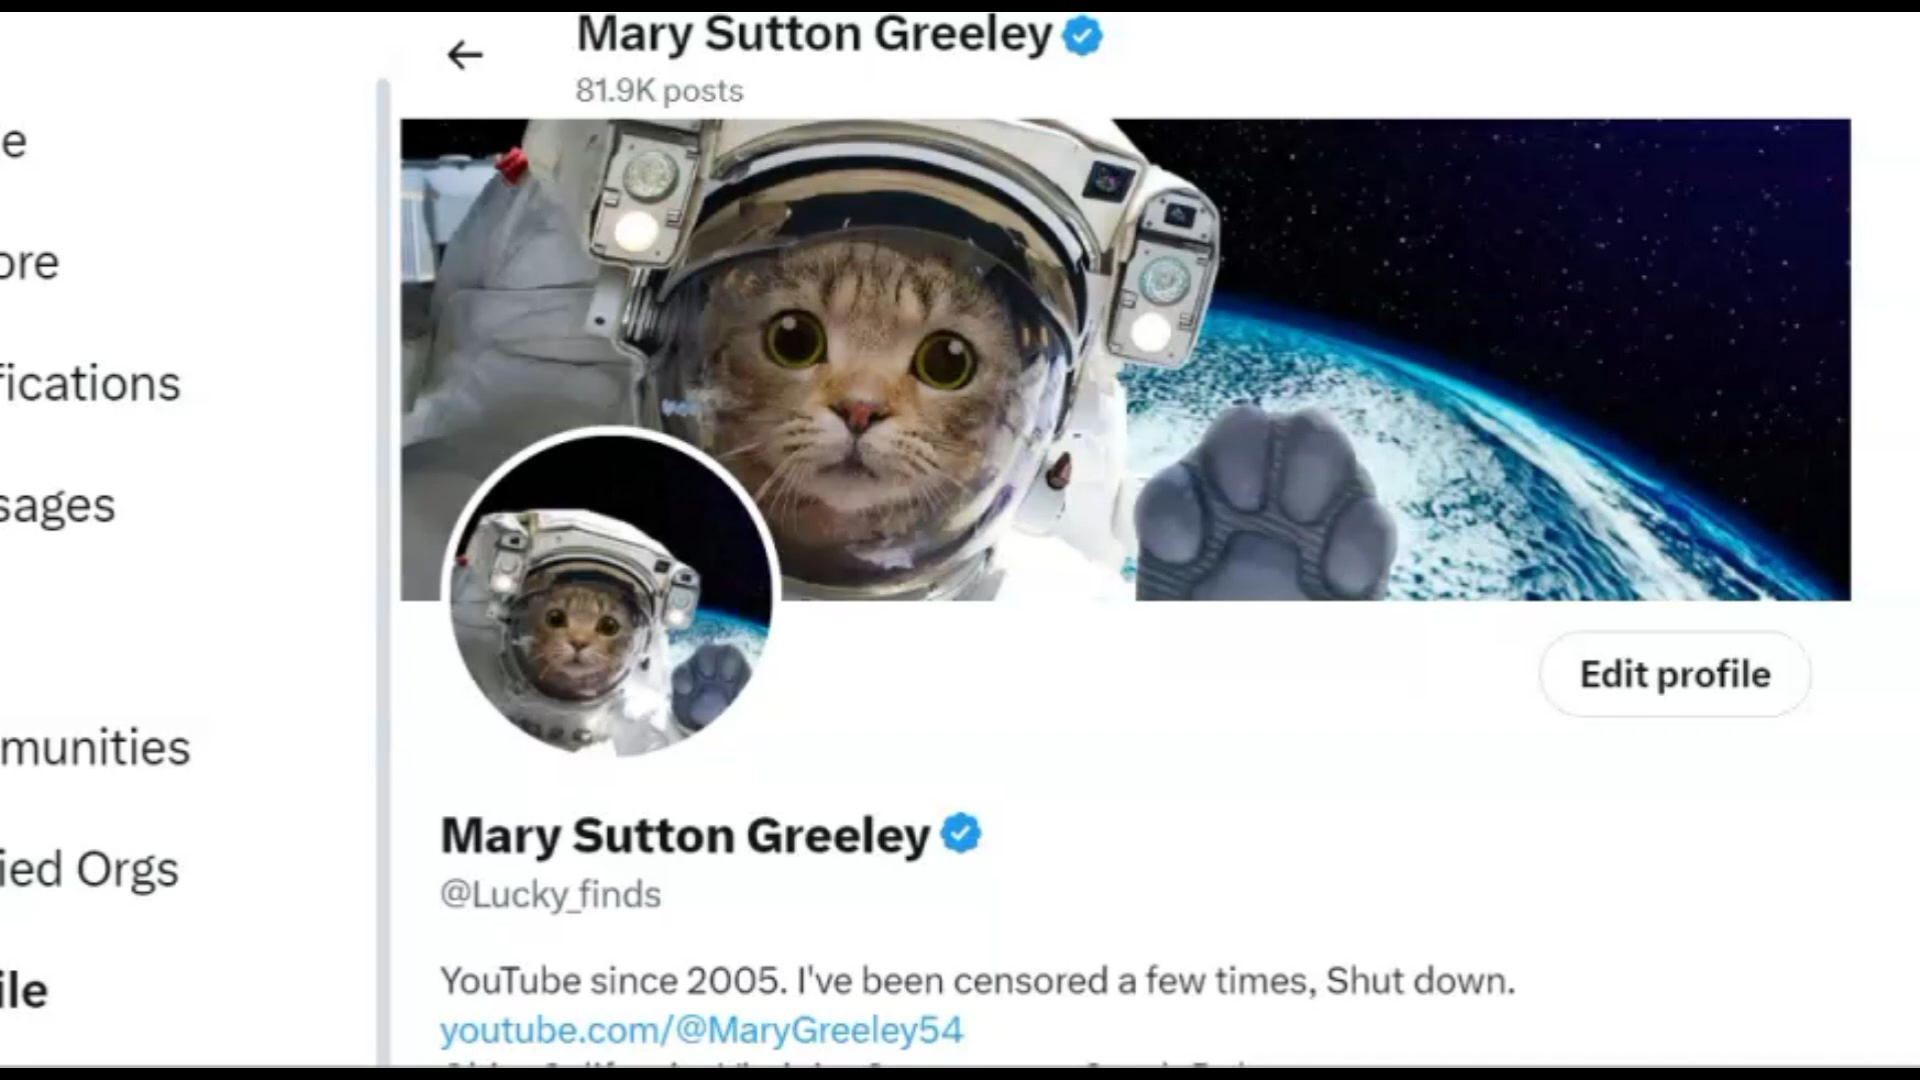 Mary Sutton Greeley
81.9K posts
e
ore
fications
sages
munities
ied Orgs
ile
Edit profile
Mary Sutton Greeley
@Lucky_finds
YouTube since 2005. I've been censored a few times, Shut down.
youtube.com/@MaryGreeley54